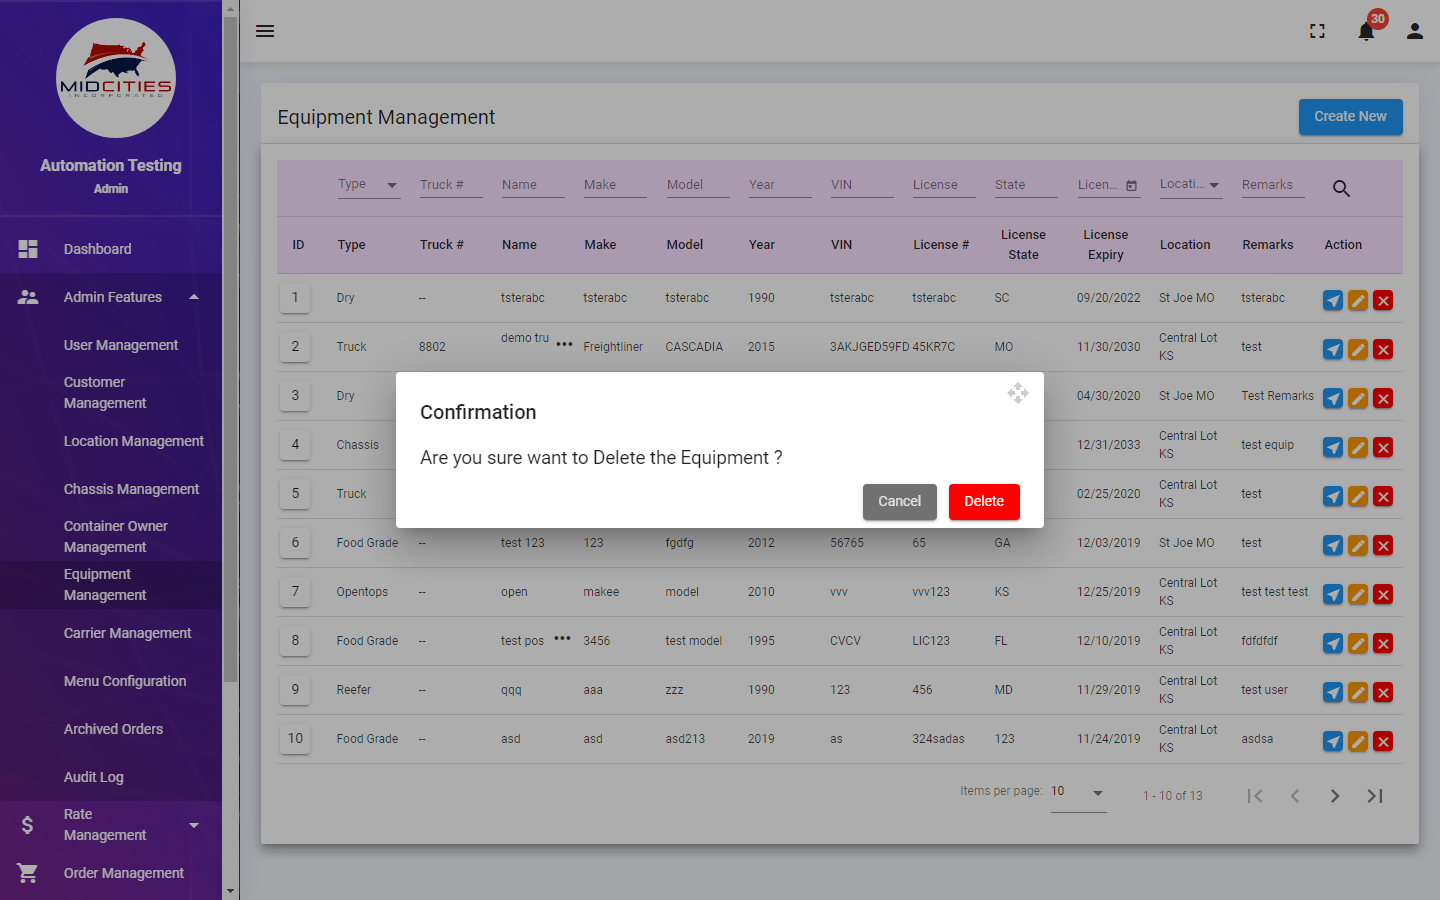 MIDCITIES
INCORPORATED
Automation Testing
Admin
Dashboard
Admin Features
User Management
Customer
Management
Location Management
Chassis Management
Container Owner
Management
Equipment
Management
Carrier Management
Menu Configuration
Archived Orders
Audit Log
Rate
Management
Order Management
30
Equipment Management
Create New
Type Truck # Name Make Model Year VIN License State Licen... Locati... Remarks
ID Type Truck # Name Make Model Year VIN License # License State License Expiry Location Remarks Action
1 Dry -- tsterabc tsterabc tsterabc 1990 tsterabc tsterabc SC 09/20/2022 St Joe MO tsterabc
2 Truck 8802 demo tru ••• Freightliner CASCADIA 2015 3AKJGED59FD 45KR7C MO 11/30/2030 Central Lot KS test
3 Dry 04/30/2020 St Joe MO Test Remarks
4 Chassis 12/31/2033 Central Lot KS test equip
5 Truck 02/25/2020 Central Lot KS test
Confirmation
Are you sure want to Delete the Equipment ?
Cancel Delete
6 Food Grade -- test 123 123 fgdfg 2012 56765 65 GA 12/03/2019 St Joe MO test
7 Opentops -- open makee model 2010 vvv vvv123 KS 12/25/2019 Central Lot KS test test test
8 Food Grade -- test pos ••• 3456 test model 1995 CVCV LIC123 FL 12/10/2019 Central Lot KS fdfdfdf
9 Reefer -- qqq aaa zzz 1990 123 456 MD 11/29/2019 Central Lot KS test user
10 Food Grade -- asd asd asd213 2019 as 324sadas 123 11/24/2019 Central Lot KS asdsa
Items per page: 10 1 - 10 of 13